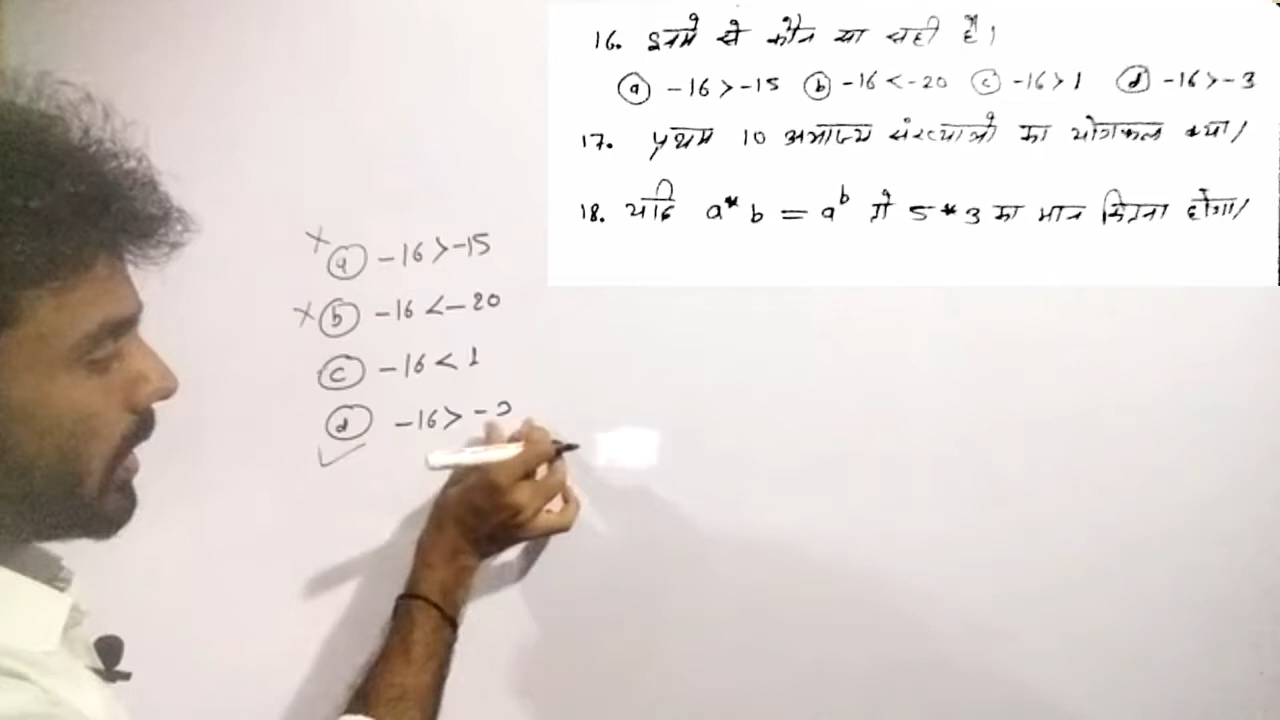 16. इनमे से कौन सा सही है।
(a) -16 > -15 (b) -16 < -20 (c) -16 > 1 (d) -16 > -3
17. प्रथम 10 अभाज्य संख्याओ का योगफल क्या/
18. यदि a* b = a^b तो 5 * 3 का मान कितना होगा/
× (a) -16 > -15
× (b) -16 < -20
(c) -16 < 1
(d) -16 > -